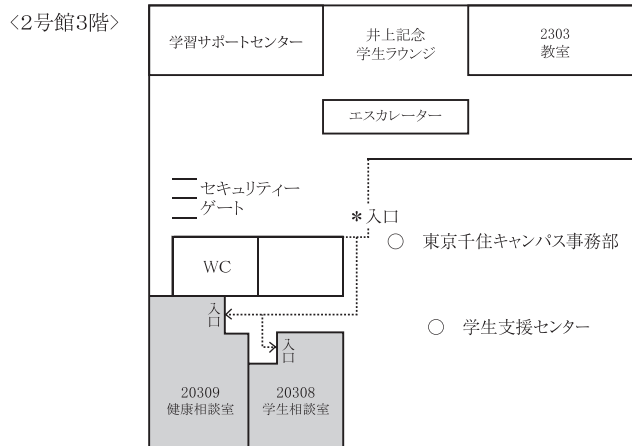 <2号館3階>
学習サポートセンター
井上記念
学生ラウンジ
2303
教室
エスカレーター
セキュリティー
ゲート
*入口
○ 東京千住キャンパス事務部
WC
入口
○ 学生支援センター
入口
20309
健康相談室
20308
学生相談室